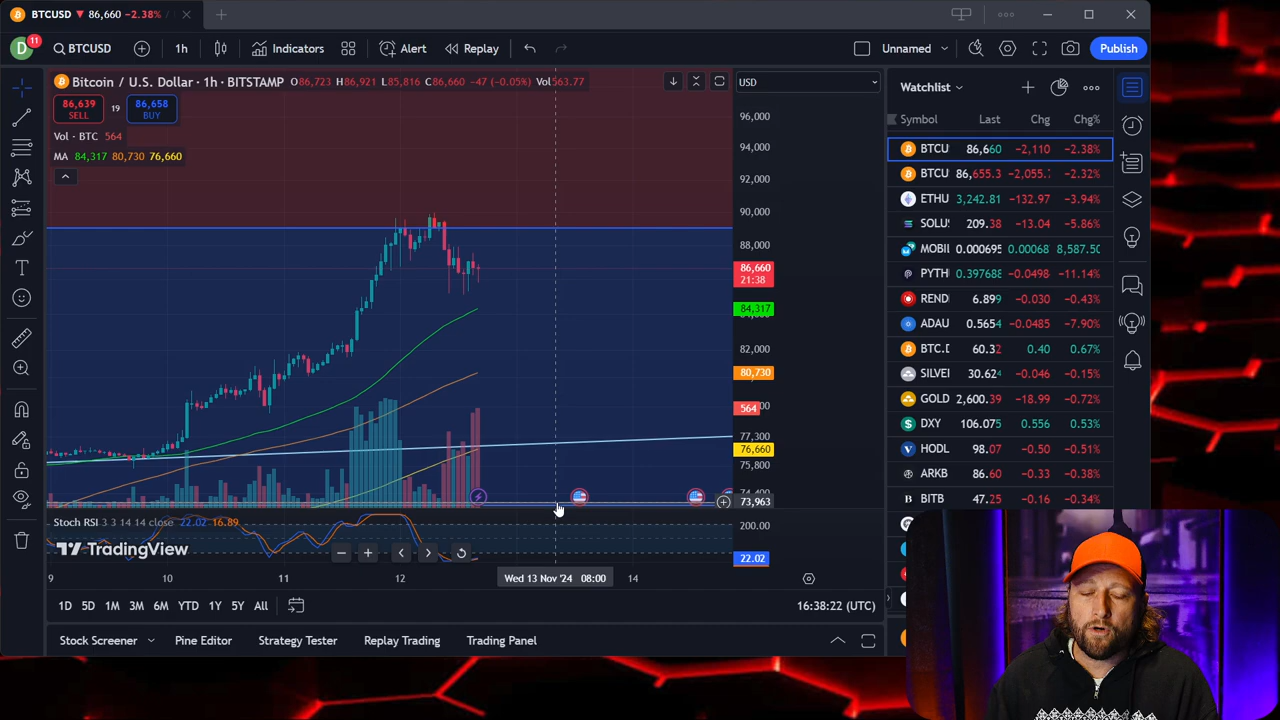 BTCUSD ▼ 86,660 −2.38% /
D 11 BTCUSD 1h Indicators Alert Replay Unnamed Publish
Bitcoin / U.S. Dollar · 1h · BITSTAMP O86,723 H86,921 L85,816 C86,660 −47 (−0.05%) Vol563.77
86,639 SELL 19 86,658 BUY
Vol · BTC 564
MA 84,317 80,730 76,660
USD
96,000
94,000
92,000
90,000
88,000
86,660
21:38
84,317
82,000
80,730
564
77,300
76,660
75,800
73,963
Stoch RSI 3 3 14 14 close 22.02 16.89
200.00
22.02
TradingView
9 10 11 12 Wed 13 Nov '24 08:00 14
1D 5D 1M 3M 6M YTD 1Y 5Y All 16:38:22 (UTC)
Stock Screener Pine Editor Strategy Tester Replay Trading Trading Panel
Watchlist
Symbol Last Chg Chg%
BTCU 86,660 −2,110 −2.38%
BTCU 86,655.3 −2,055. −2.32%
ETHU 3,242.81 −132.97 −3.94%
SOLU 209.38 −13.04 −5.86%
MOBIL 0.000695 0.00068 8,587.50
PYTH 0.397688 −0.0498 −11.14%
REND 6.899 −0.030 −0.43%
ADAU 0.5654 −0.0485 −7.90%
BTC.D 60.32 0.40 0.67%
SILVER 30.624 −0.046 −0.15%
GOLD 2,600.39 −18.99 −0.72%
DXY 106.075 0.556 0.53%
HODL 98.07 −0.50 −0.51%
ARKB 86.60 −0.33 −0.38%
BITB 47.25 −0.16 −0.34%